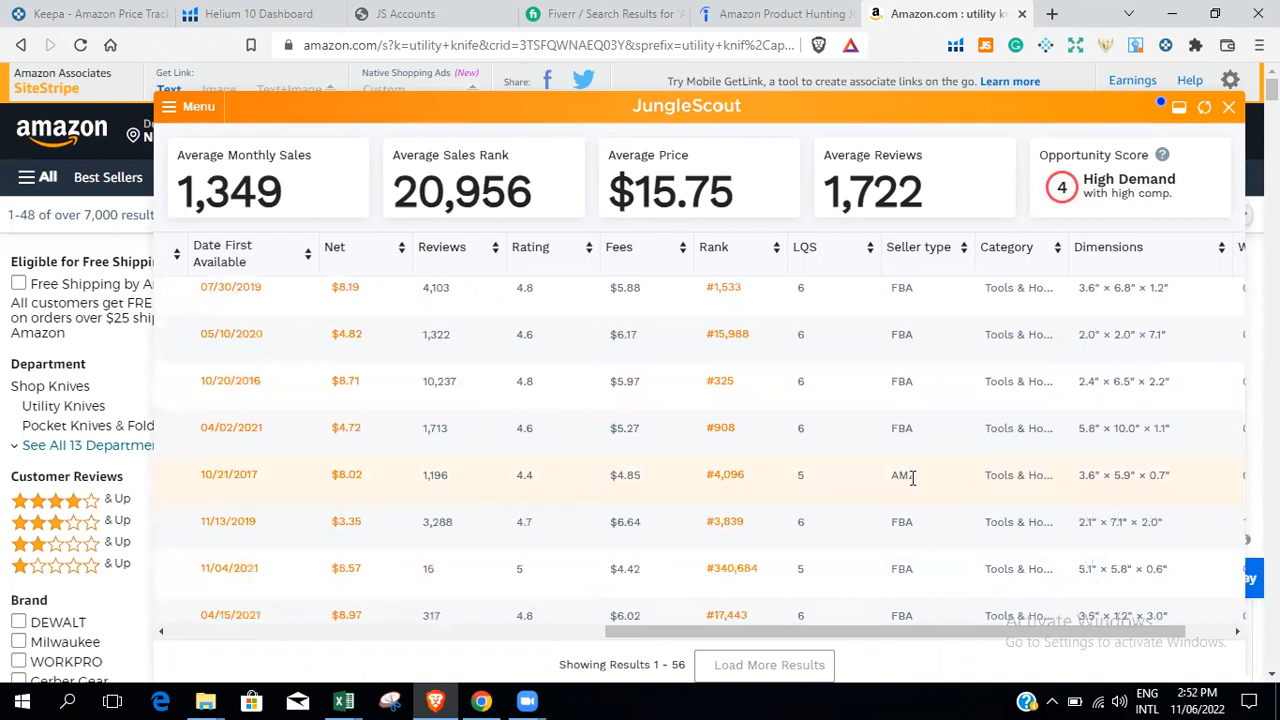 Keepa - Amazon Price Track
Helium 10 Dashboard
JS Accounts
Fiverr / Search Results for 'A
Amazon Product Hunting J
Amazon.com : utility k
amazon.com/s?k=utility+knife&crid=3TSFQWNAEQ03Y&sprefix=utility+knif%2Cap...
Amazon Associates
SiteStripe
Get Link:
Text
Image
Text+Image
Native Shopping Ads (New)
Custom
Share:
Try Mobile GetLink, a tool to create associate links on the go. Learn more
Earnings
Help
Menu
JungleScout
amazon
All
Best Sellers
1-48 of over 7,000 result
Average Monthly Sales
1,349
Average Sales Rank
20,956
Average Price
$15.75
Average Reviews
1,722
Opportunity Score
4
High Demand
with high comp.
Date First Available Net Reviews Rating Fees Rank LQS Seller type Category Dimensions
07/30/2019 $8.19 4,103 4.8 $5.88 #1,533 6 FBA Tools & Ho... 3.6" × 6.8" × 1.2"
05/10/2020 $4.82 1,322 4.6 $6.17 #15,988 6 FBA Tools & Ho... 2.0" × 2.0" × 7.1"
10/20/2016 $8.71 10,237 4.8 $5.97 #325 6 FBA Tools & Ho... 2.4" × 6.5" × 2.2"
04/02/2021 $4.72 1,713 4.6 $5.27 #908 6 FBA Tools & Ho... 5.8" × 10.0" × 1.1"
10/21/2017 $8.02 1,196 4.4 $4.85 #4,096 5 AMZ Tools & Ho... 3.6" × 5.9" × 0.7"
11/13/2019 $3.35 3,288 4.7 $6.64 #3,839 6 FBA Tools & Ho... 2.1" × 7.1" × 2.0"
11/04/2021 $8.57 16 5 $4.42 #340,684 5 FBA Tools & Ho... 5.1" × 5.8" × 0.6"
04/15/2021 $8.97 317 4.8 $6.02 #17,443 6 FBA Tools & Ho... 3.5" × 1.2" × 3.0"
Showing Results 1 - 56
Load More Results
Eligible for Free Shippi
Free Shipping by A
All customers get FREE
on orders over $25 ship
Amazon
Department
Shop Knives
Utility Knives
Pocket Knives & Fold
See All 13 Departme
Customer Reviews
& Up
& Up
& Up
& Up
Brand
DEWALT
Milwaukee
WORKPRO
Gerber Gear
ay
Activate Windows
Go to Settings to activate Windows.
ENG
INTL
2:52 PM
11/06/2022